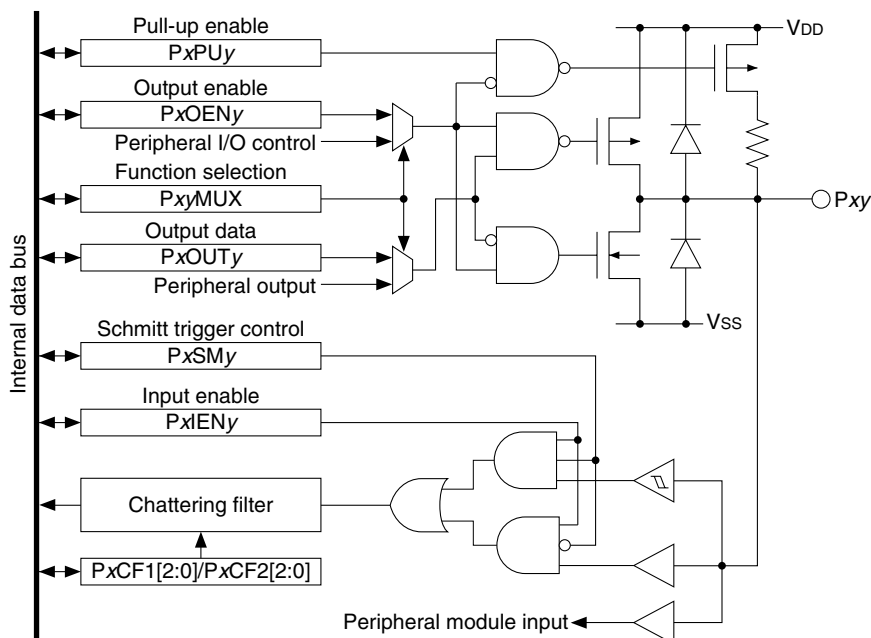 Pull-up enable
PxPUy
Output enable
PxOENy
Peripheral I/O control
Function selection
PxyMUX
Output data
PxOUTy
Peripheral output
Schmitt trigger control
PxSMy
Input enable
PxIENy
Chattering filter
PxCF1[2:0]/PxCF2[2:0]
Peripheral module input
Internal data bus
VDD
Pxy
VSS